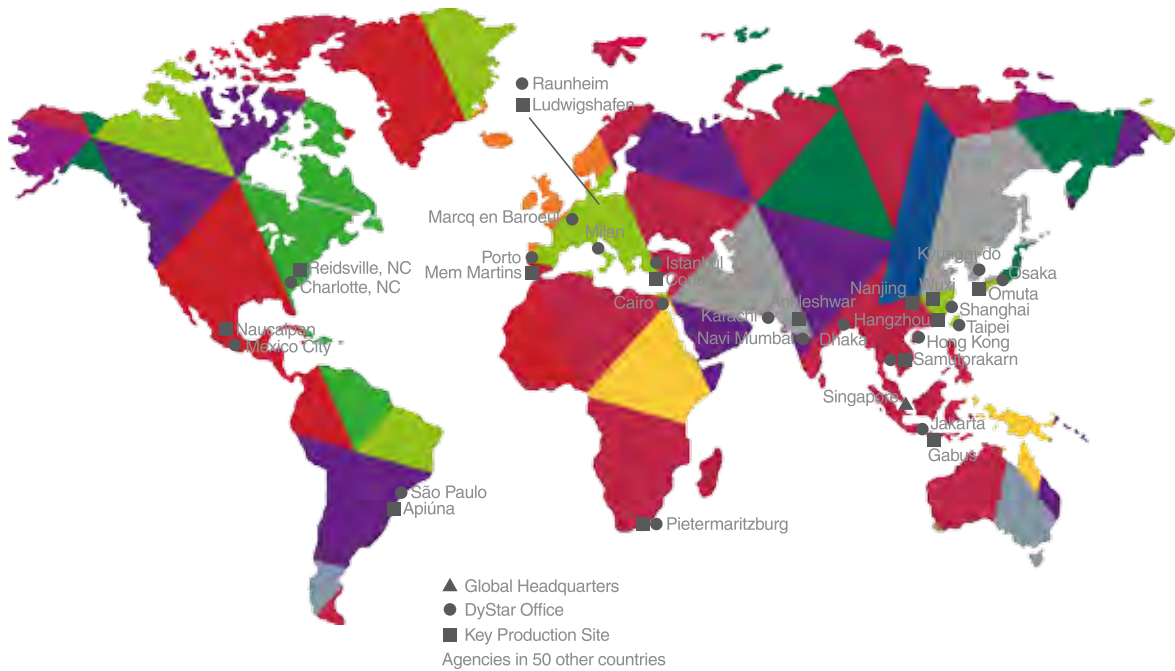 Raunheim
Ludwigshafen
Marcq en Baroeul
Milan
Porto
Mem Martins
Istanbul
Corlu
Cairo
Reidsville, NC
Charlotte, NC
Naucalpan
Mexico City
São Paulo
Apiúna
Pietermaritzburg
Karachi
Ankleshwar
Navi Mumbai
Dhaka
Kyunggi-do
Osaka
Omuta
Nanjing
Wuxi
Shanghai
Hangzhou
Taipei
Hong Kong
Samutprakarn
Singapore
Jakarta
Gabus
Global Headquarters
DyStar Office
Key Production Site
Agencies in 50 other countries